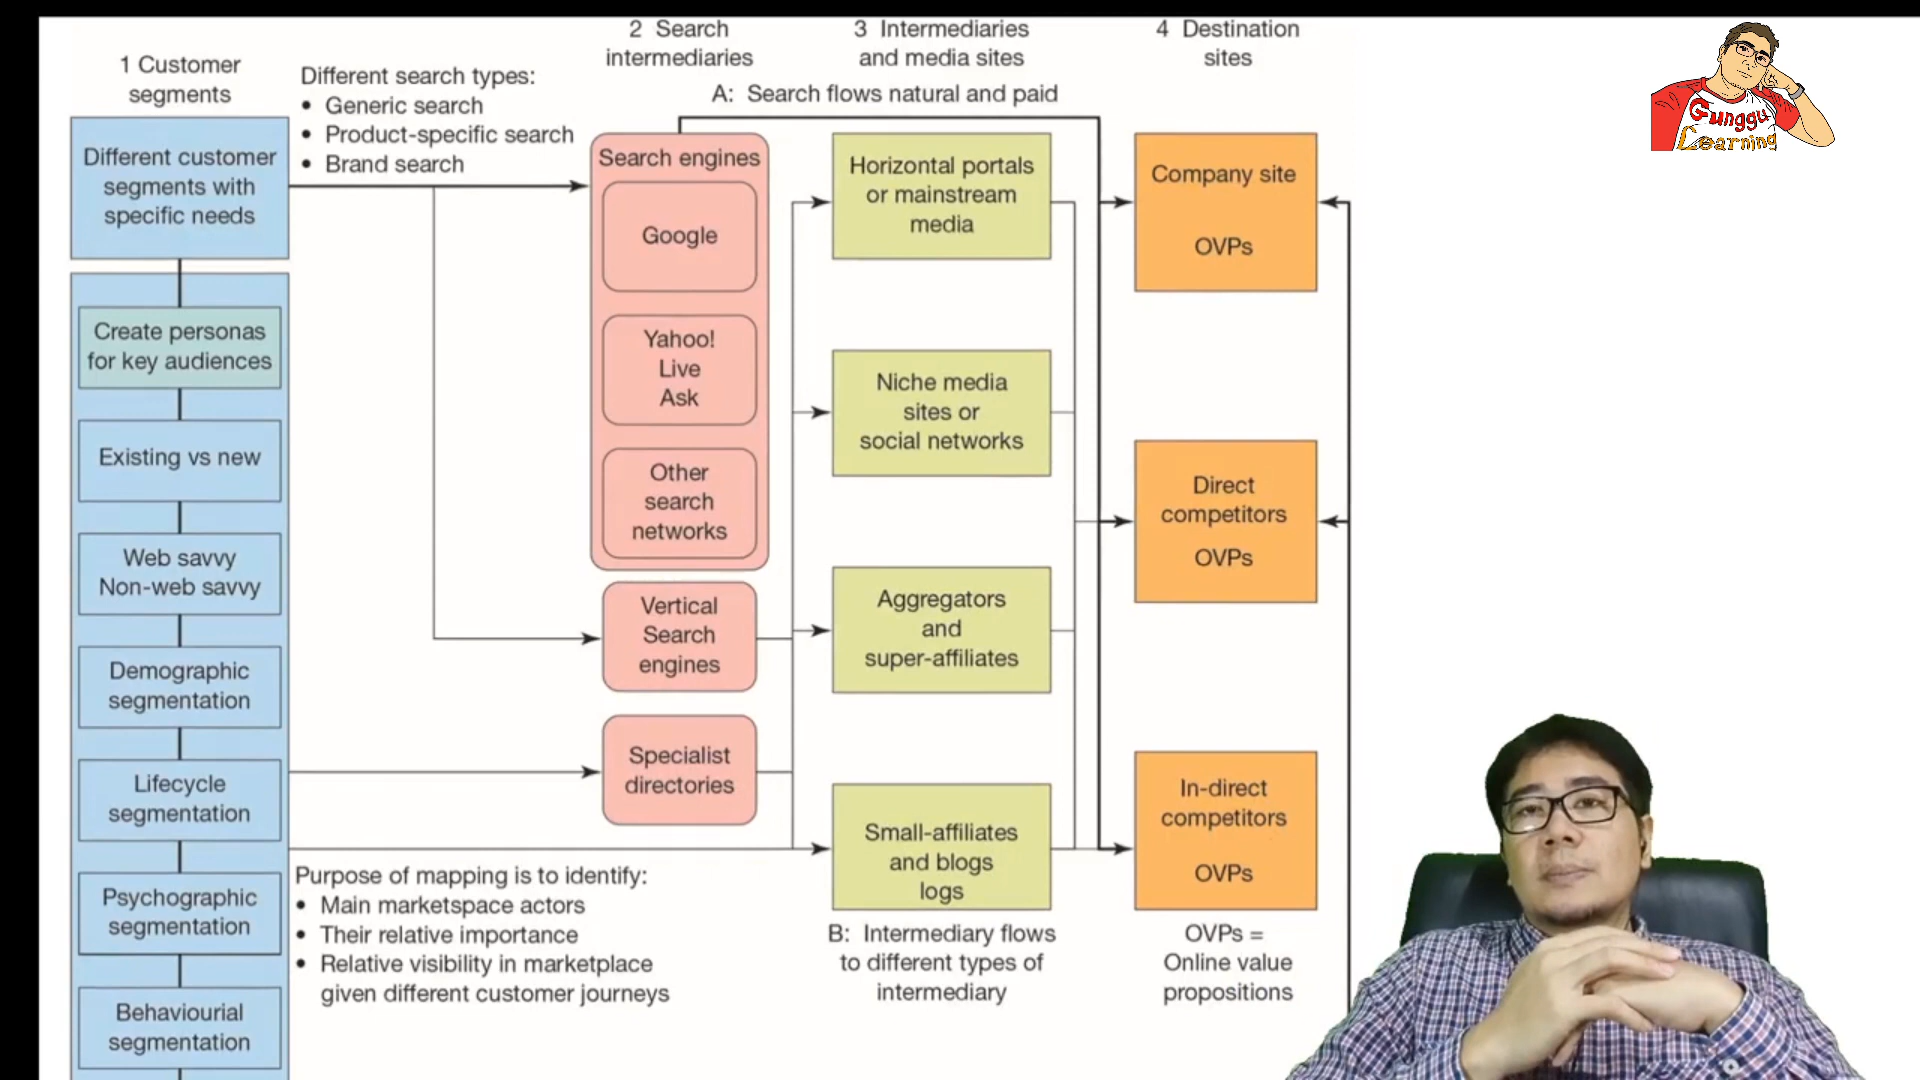 1 Customer
segments
Different customer
segments with
specific needs
Create personas
for key audiences
Existing vs new
Web savvy
Non-web savvy
Demographic
segmentation
Lifecycle
segmentation
Psychographic
segmentation
Behaviourial
segmentation
Different search types:
• Generic search
• Product-specific search
• Brand search
Purpose of mapping is to identify:
• Main marketspace actors
• Their relative importance
• Relative visibility in marketplace
given different customer journeys
2 Search
intermediaries
A: Search flows natural and paid
Search engines
Google
Yahoo!
Live
Ask
Other
search
networks
Vertical
Search
engines
Specialist
directories
3 Intermediaries
and media sites
Horizontal portals
or mainstream
media
Niche media
sites or
social networks
Aggregators
and
super-affiliates
Small-affiliates
and blogs
logs
B: Intermediary flows
to different types of
intermediary
4 Destination
sites
Company site
OVPs
Direct
competitors
OVPs
In-direct
competitors
OVPs
OVPs =
Online value
propositions
Gunggu
Learning